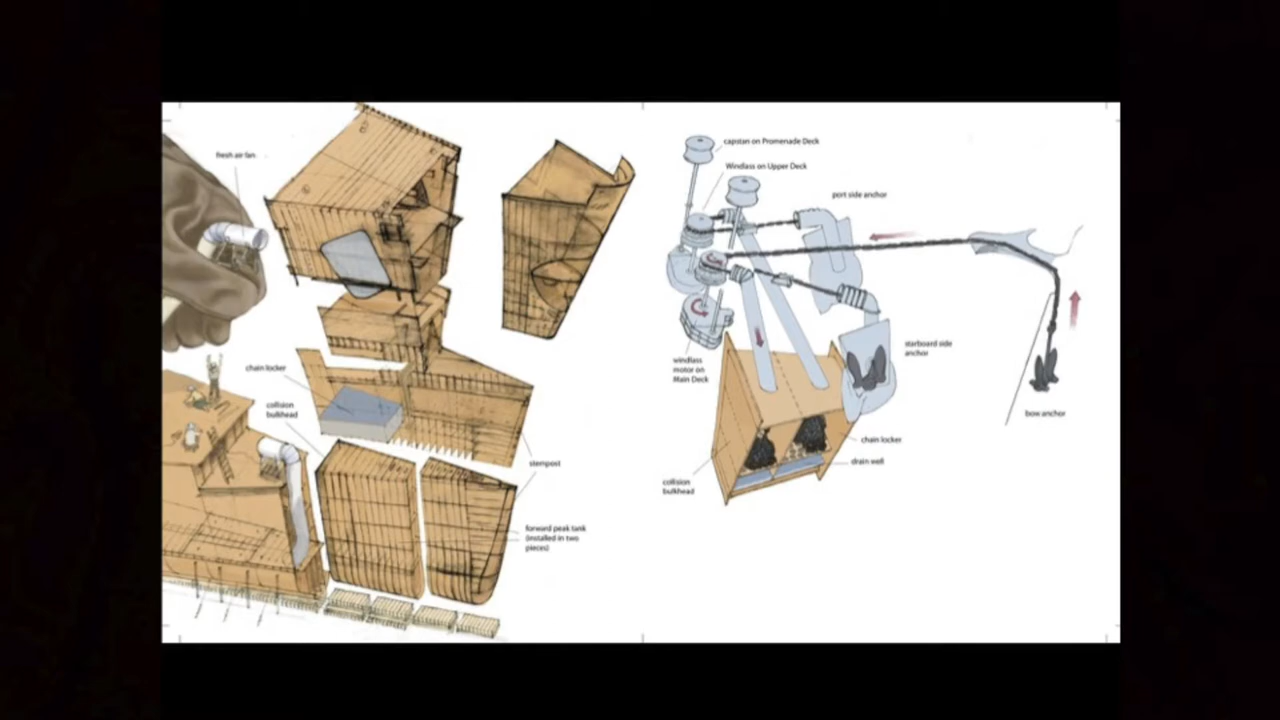 fresh air fan
chain locker
collision
bulkhead
stempost
forward peak tank
(installed in two
pieces)
capstan on Promenade Deck
Windlass on Upper Deck
port side anchor
starboard side
anchor
windlass
motor on
Main Deck
bow anchor
chain locker
drain well
collision
bulkhead